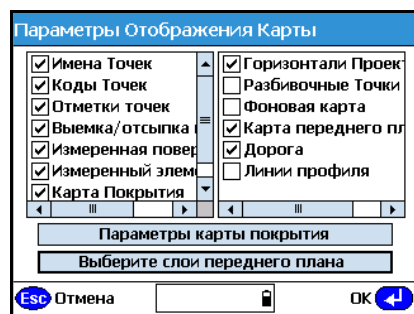 Параметры Отображения Карты
Имена Точек
Коды Точек
Отметки точек
Выемка/отсыпка
Измеренная повер
Измеренный элем
Карта Покрытия
Горизонтали Проект
Разбивочные Точки
Фоновая карта
Карта переднего пл
Дорога
Линии профиля
Параметры карты покрытия
Выберите слои переднего плана
Esc Отмена
OK